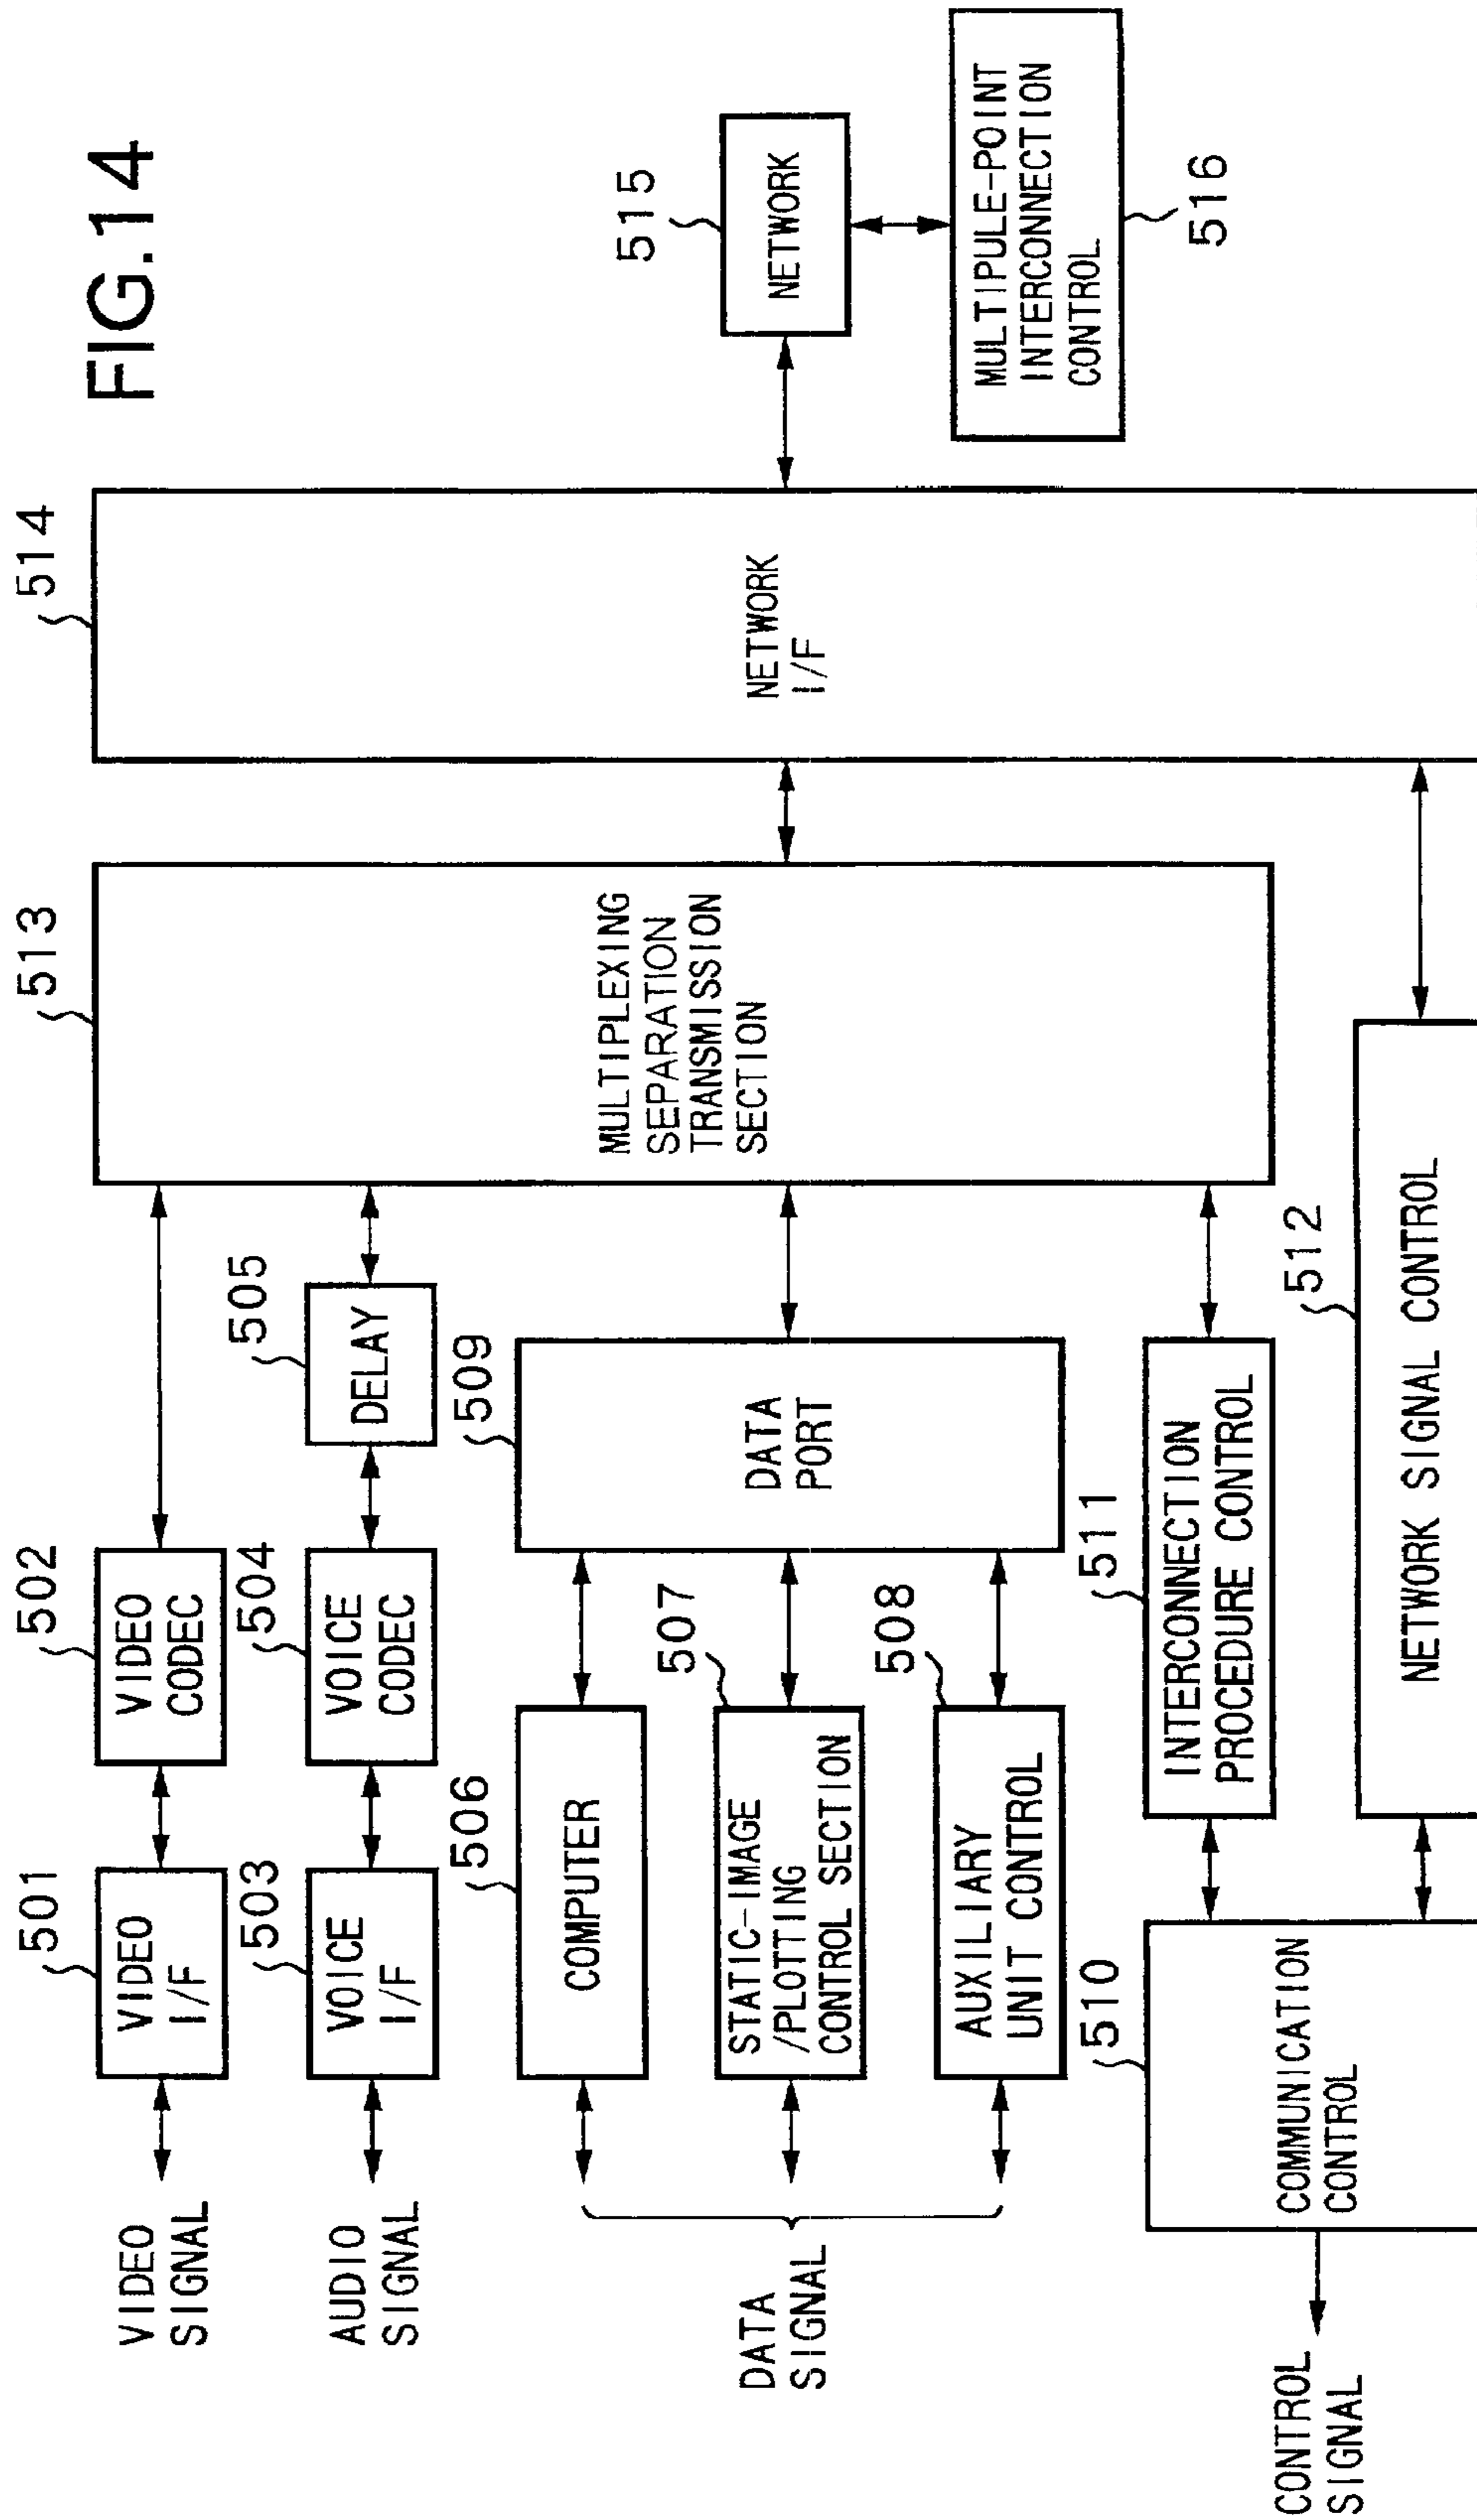 FIG.14
VIDEO
SIGNAL
501
VIDEO
I/F
502
VIDEO
CODEC
AUDIO
SIGNAL
503
VOICE
I/F
504
VOICE
CODEC
505
DELAY
DATA
SIGNAL
506
COMPUTER
507
STATIC-IMAGE
/PLOTTING
CONTROL SECTION
508
AUXILIARY
UNIT CONTROL
509
DATA
PORT
CONTROL
SIGNAL
510
COMMUNICATION
CONTROL
511
INTERCONNECTION
PROCEDURE CONTROL
512
NETWORK SIGNAL CONTROL
513
MULTIPLEXING
SEPARATION
TRANSMISSION
SECTION
514
NETWORK
I/F
515
NETWORK
MULTIPULE-POINT
INTERCONNECTION
CONTROL
516